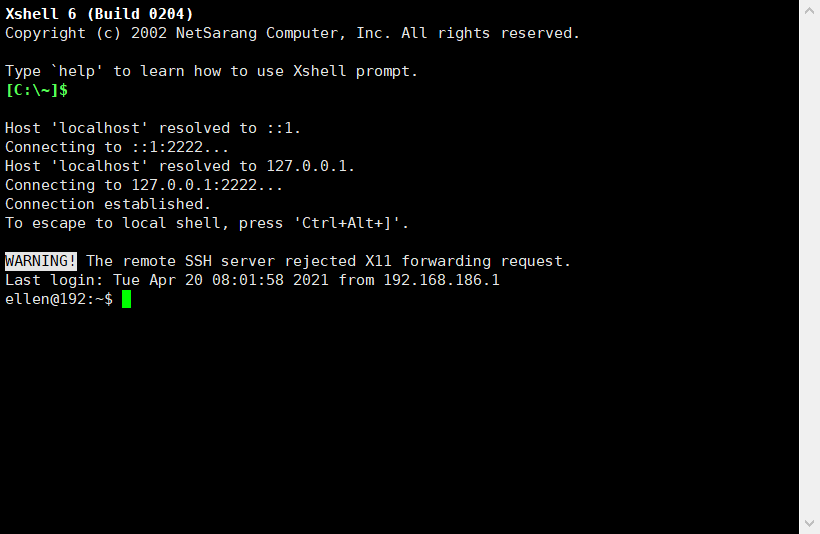 Xshell 6 (Build 0204)
Copyright (c) 2002 NetSarang Computer, Inc. All rights reserved.
Type `help' to learn how to use Xshell prompt.
[C:\~]$
Host 'localhost' resolved to ::1.
Connecting to ::1:2222...
Host 'localhost' resolved to 127.0.0.1.
Connecting to 127.0.0.1:2222...
Connection established.
To escape to local shell, press 'Ctrl+Alt+]'.
WARNING! The remote SSH server rejected X11 forwarding request.
Last login: Tue Apr 20 08:01:58 2021 from 192.168.186.1
ellen@192:~$